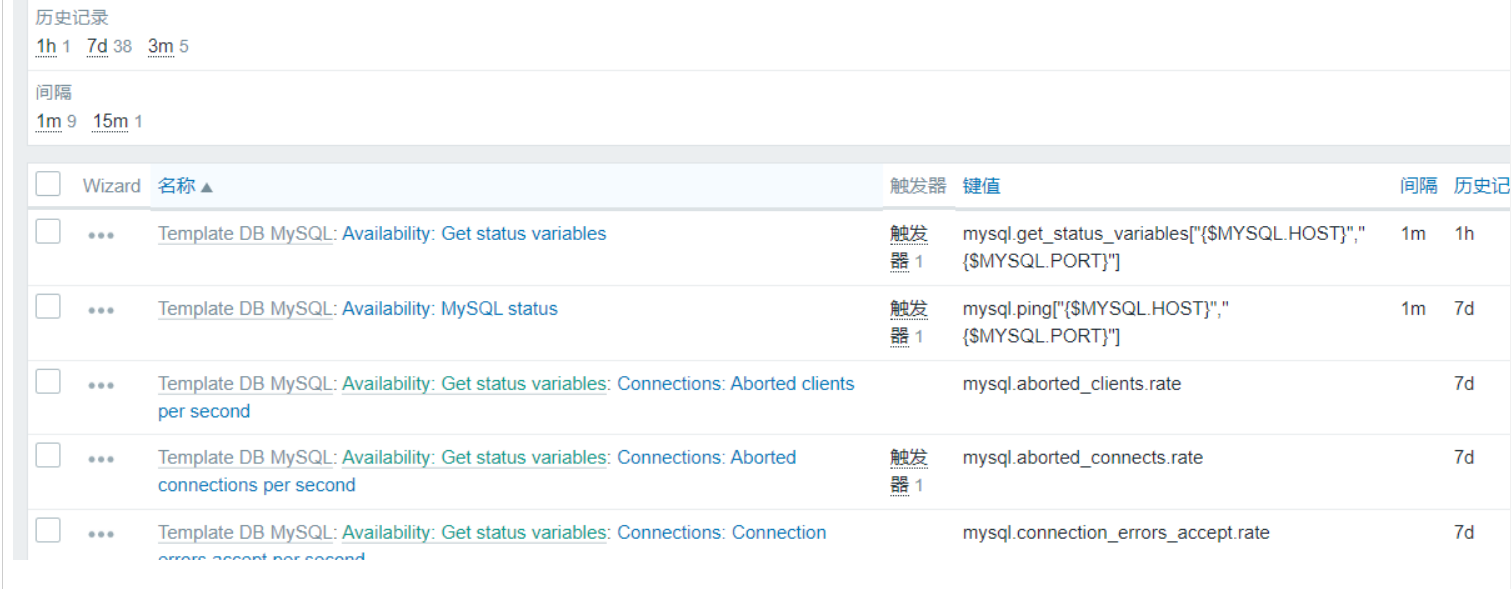 历史记录
1h 1 7d 38 3m 5
间隔
1m 9 15m 1
Wizard 名称 ▲ 触发器 键值 间隔 历史记
Template DB MySQL: Availability: Get status variables 触发 mysql.get_status_variables["{$MYSQL.HOST}"," 1m 1h
器 1 {$MYSQL.PORT}"]
Template DB MySQL: Availability: MySQL status 触发 mysql.ping["{$MYSQL.HOST}"," 1m 7d
器 1 {$MYSQL.PORT}"]
Template DB MySQL: Availability: Get status variables: Connections: Aborted clients mysql.aborted_clients.rate 7d
per second
Template DB MySQL: Availability: Get status variables: Connections: Aborted 触发 mysql.aborted_connects.rate 7d
connections per second 器 1
Template DB MySQL: Availability: Get status variables: Connections: Connection mysql.connection_errors_accept.rate 7d
errors accept per second